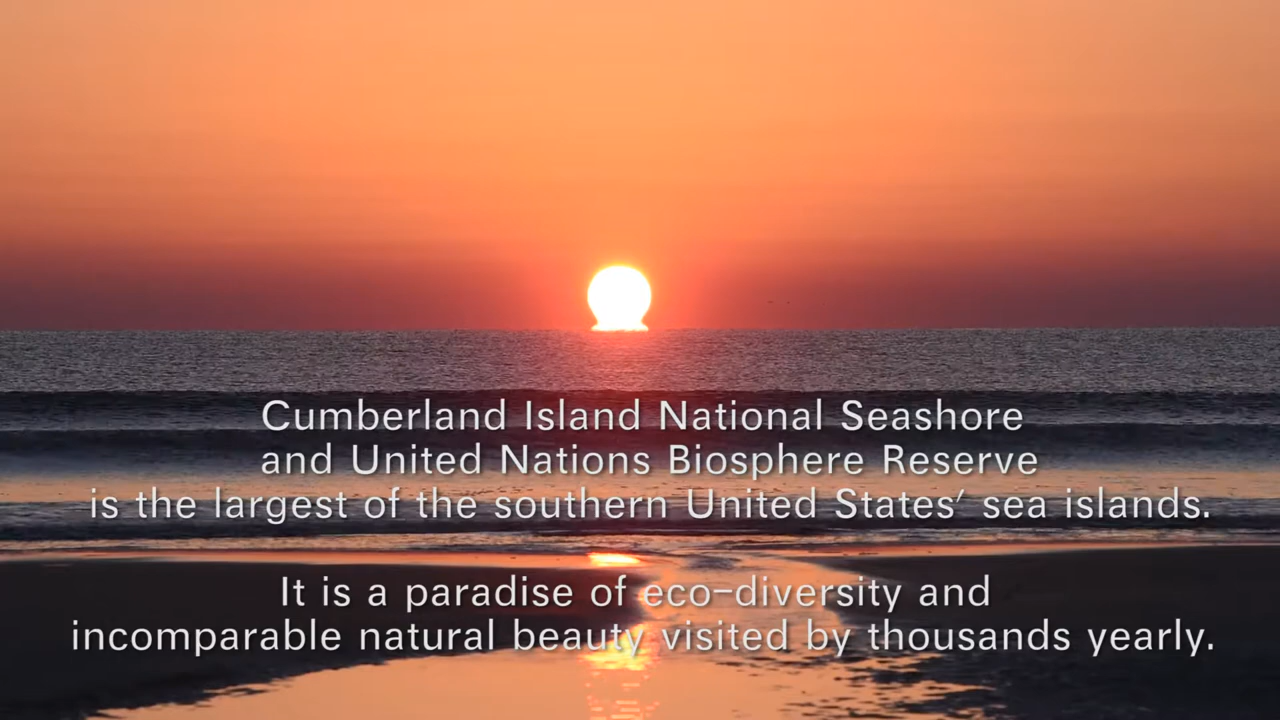 Cumberland Island National Seashore
and United Nations Biosphere Reserve
is the largest of the southern United States' sea islands.
It is a paradise of eco-diversity and
incomparable natural beauty visited by thousands yearly.